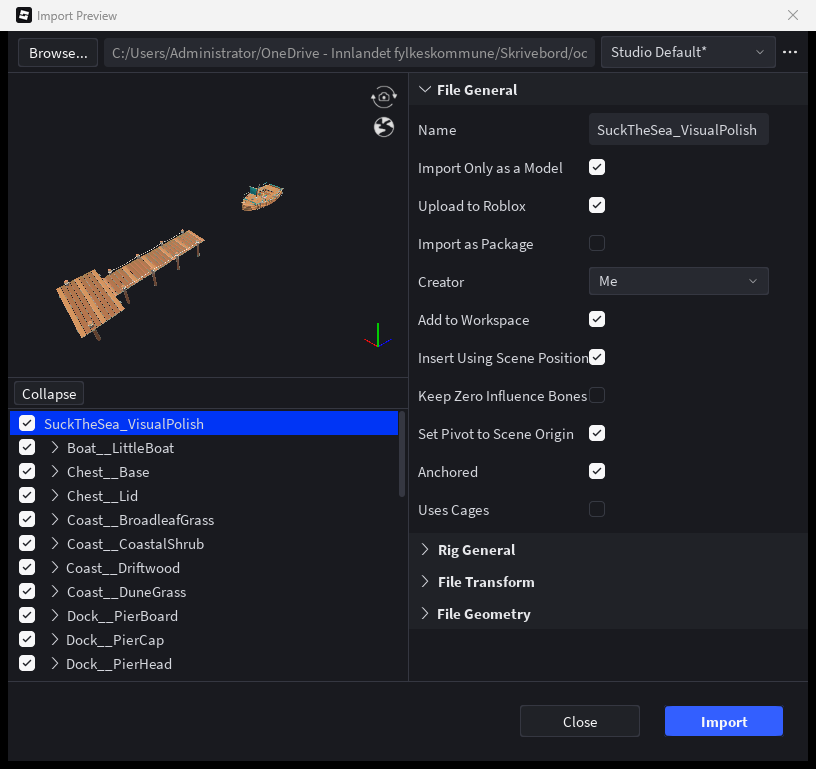 Import Preview
Browse...
C:/Users/Administrator/OneDrive - Innlandet fylkeskommune/Skrivebord/oc
Studio Default*
...
File General
Name
SuckTheSea_VisualPolish
Import Only as a Model
Upload to Roblox
Import as Package
Creator
Me
Add to Workspace
Insert Using Scene Position
Keep Zero Influence Bones
Set Pivot to Scene Origin
Anchored
Uses Cages
Rig General
File Transform
File Geometry
Collapse
SuckTheSea_VisualPolish
Boat__LittleBoat
Chest__Base
Chest__Lid
Coast__BroadleafGrass
Coast__CoastalShrub
Coast__Driftwood
Coast__DuneGrass
Dock__PierBoard
Dock__PierCap
Dock__PierHead
Close
Import